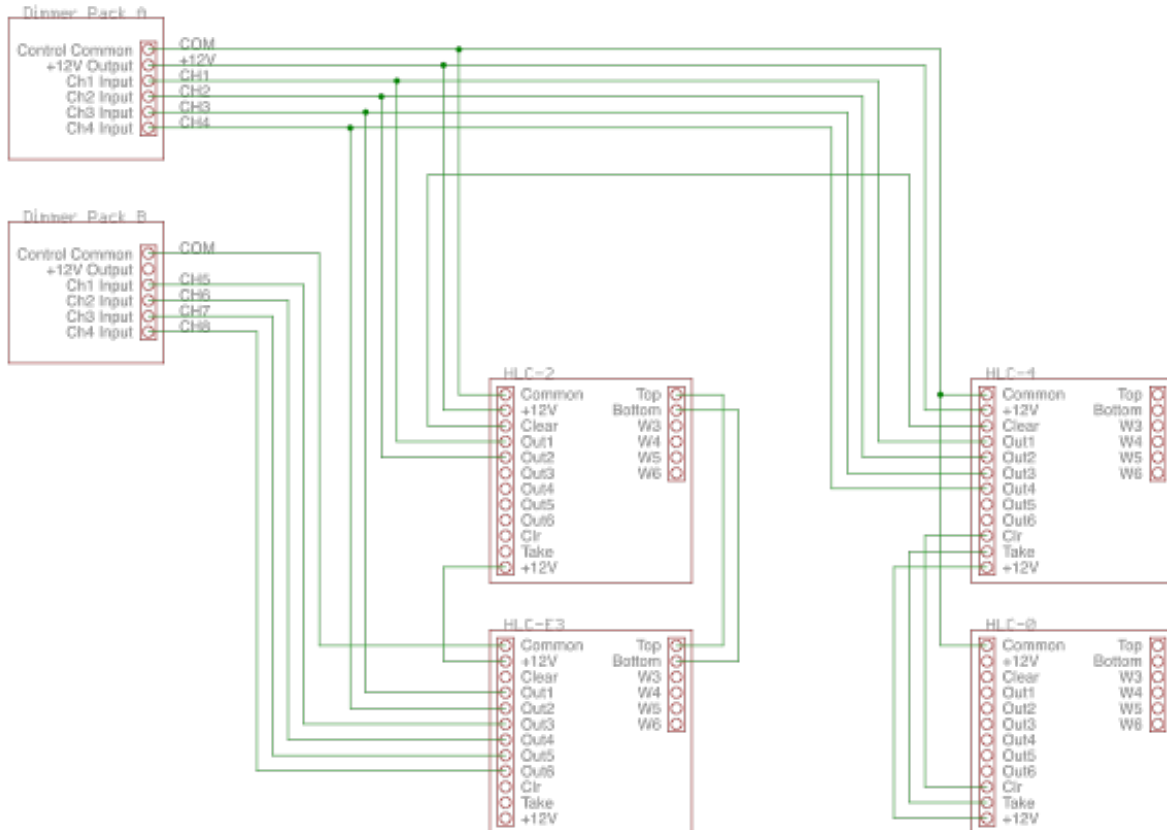 Dimmer Pack A
Control Common COM
+12V Output +12V
Ch1 Input CH1
Ch2 Input CH2
Ch3 Input CH3
Ch4 Input CH4
Dimmer Pack B
Control Common COM
+12V Output
Ch1 Input CH5
Ch2 Input CH6
Ch3 Input CH7
Ch4 Input CH8
HLC-2
Common Top
+12V Bottom
Clear W3
Out1 W4
Out2 W5
Out3 W6
Out4
Out5
Out6
Clr
Take
+12V
HLC-4
Common Top
+12V Bottom
Clear W3
Out1 W4
Out2 W5
Out3 W6
Out4
Out5
Out6
Clr
Take
+12V
HLC-E3
Common Top
+12V Bottom
Clear W3
Out1 W4
Out2 W5
Out3 W6
Out4
Out5
Out6
Clr
Take
+12V
HLC-0
Common Top
+12V Bottom
Clear W3
Out1 W4
Out2 W5
Out3 W6
Out4
Out5
Out6
Clr
Take
+12V